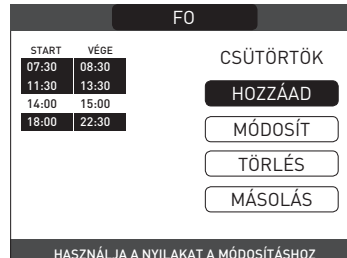 FO
START VÉGE
07:30 08:30
11:30 13:30
14:00 15:00
18:00 22:30
CSÜTÖRTÖK
HOZZÁAD
MÓDOSÍT
TÖRLÉS
MÁSOLÁS
HASZNÁLJA A NYILAKAT A MÓDOSÍTÁSHOZ